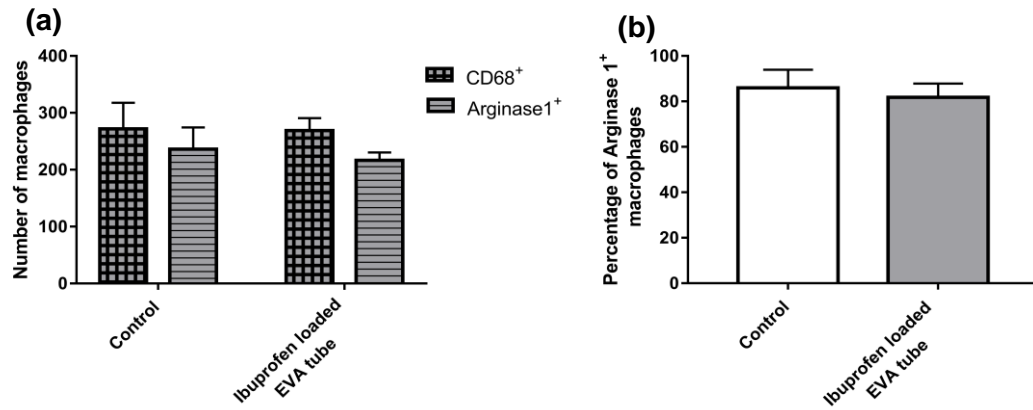 (a)
Number of macrophages
400
300
200
100
0
Control
Ibuprofen loaded
EVA tube
CD68⁺
Arginase1⁺
(b)
Percentage of Arginase 1⁺
macrophages
100
80
60
40
20
0
Control
Ibuprofen loaded
EVA tube